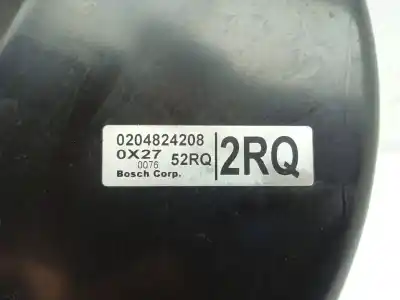 0204824208
0X27 52RQ
0076
Bosch Corp.
2RQ